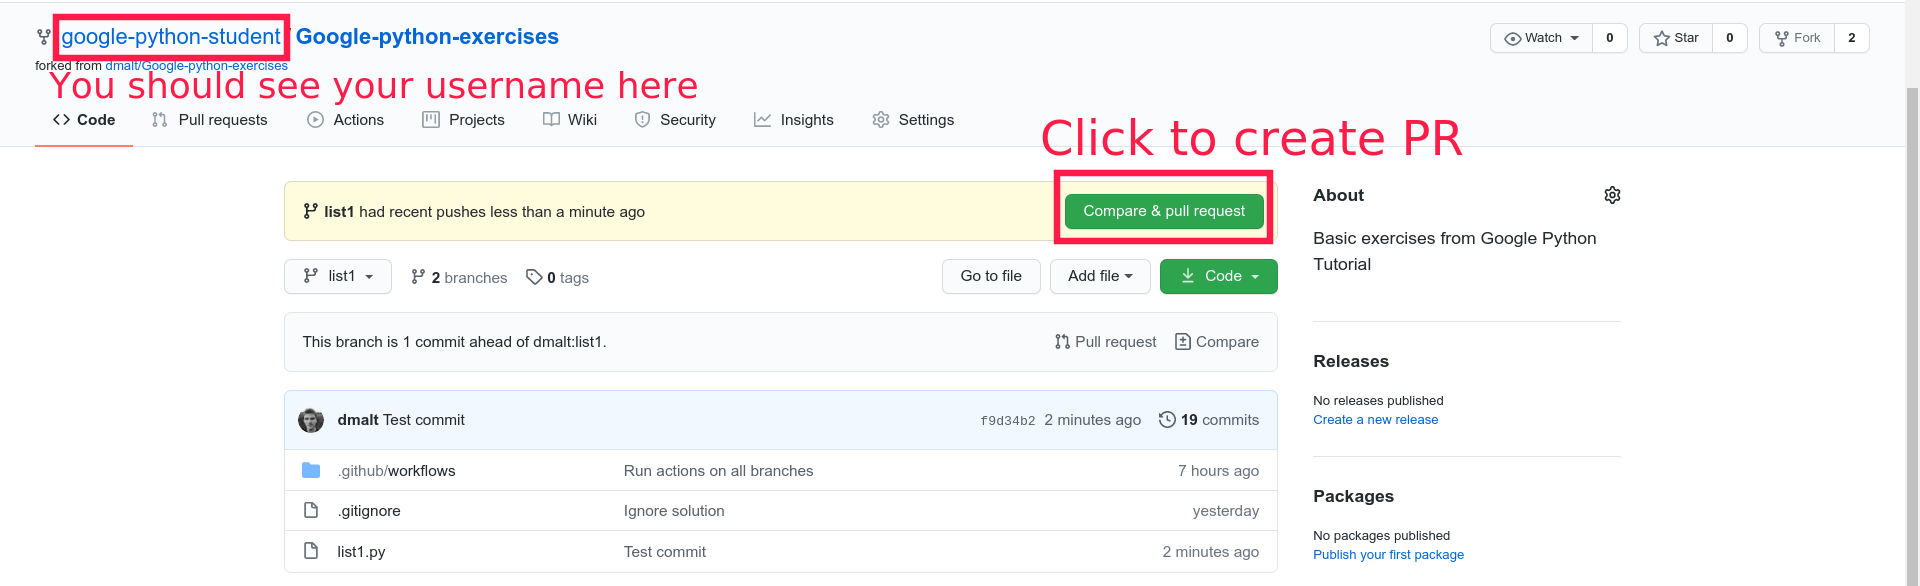 google-python-student / Google-python-exercises
Watch 0 Star 0 Fork 2
forked from dmalt/Google-python-exercises
You should see your username here
Code Pull requests Actions Projects Wiki Security Insights Settings
Click to create PR
list1 had recent pushes less than a minute ago
Compare & pull request
list1 2 branches 0 tags
Go to file Add file Code
This branch is 1 commit ahead of dmalt:list1.
Pull request Compare
dmalt Test commit f9d34b2 2 minutes ago 19 commits
.github/workflows Run actions on all branches 7 hours ago
.gitignore Ignore solution yesterday
list1.py Test commit 2 minutes ago
About
Basic exercises from Google Python
Tutorial
Releases
No releases published
Create a new release
Packages
No packages published
Publish your first package